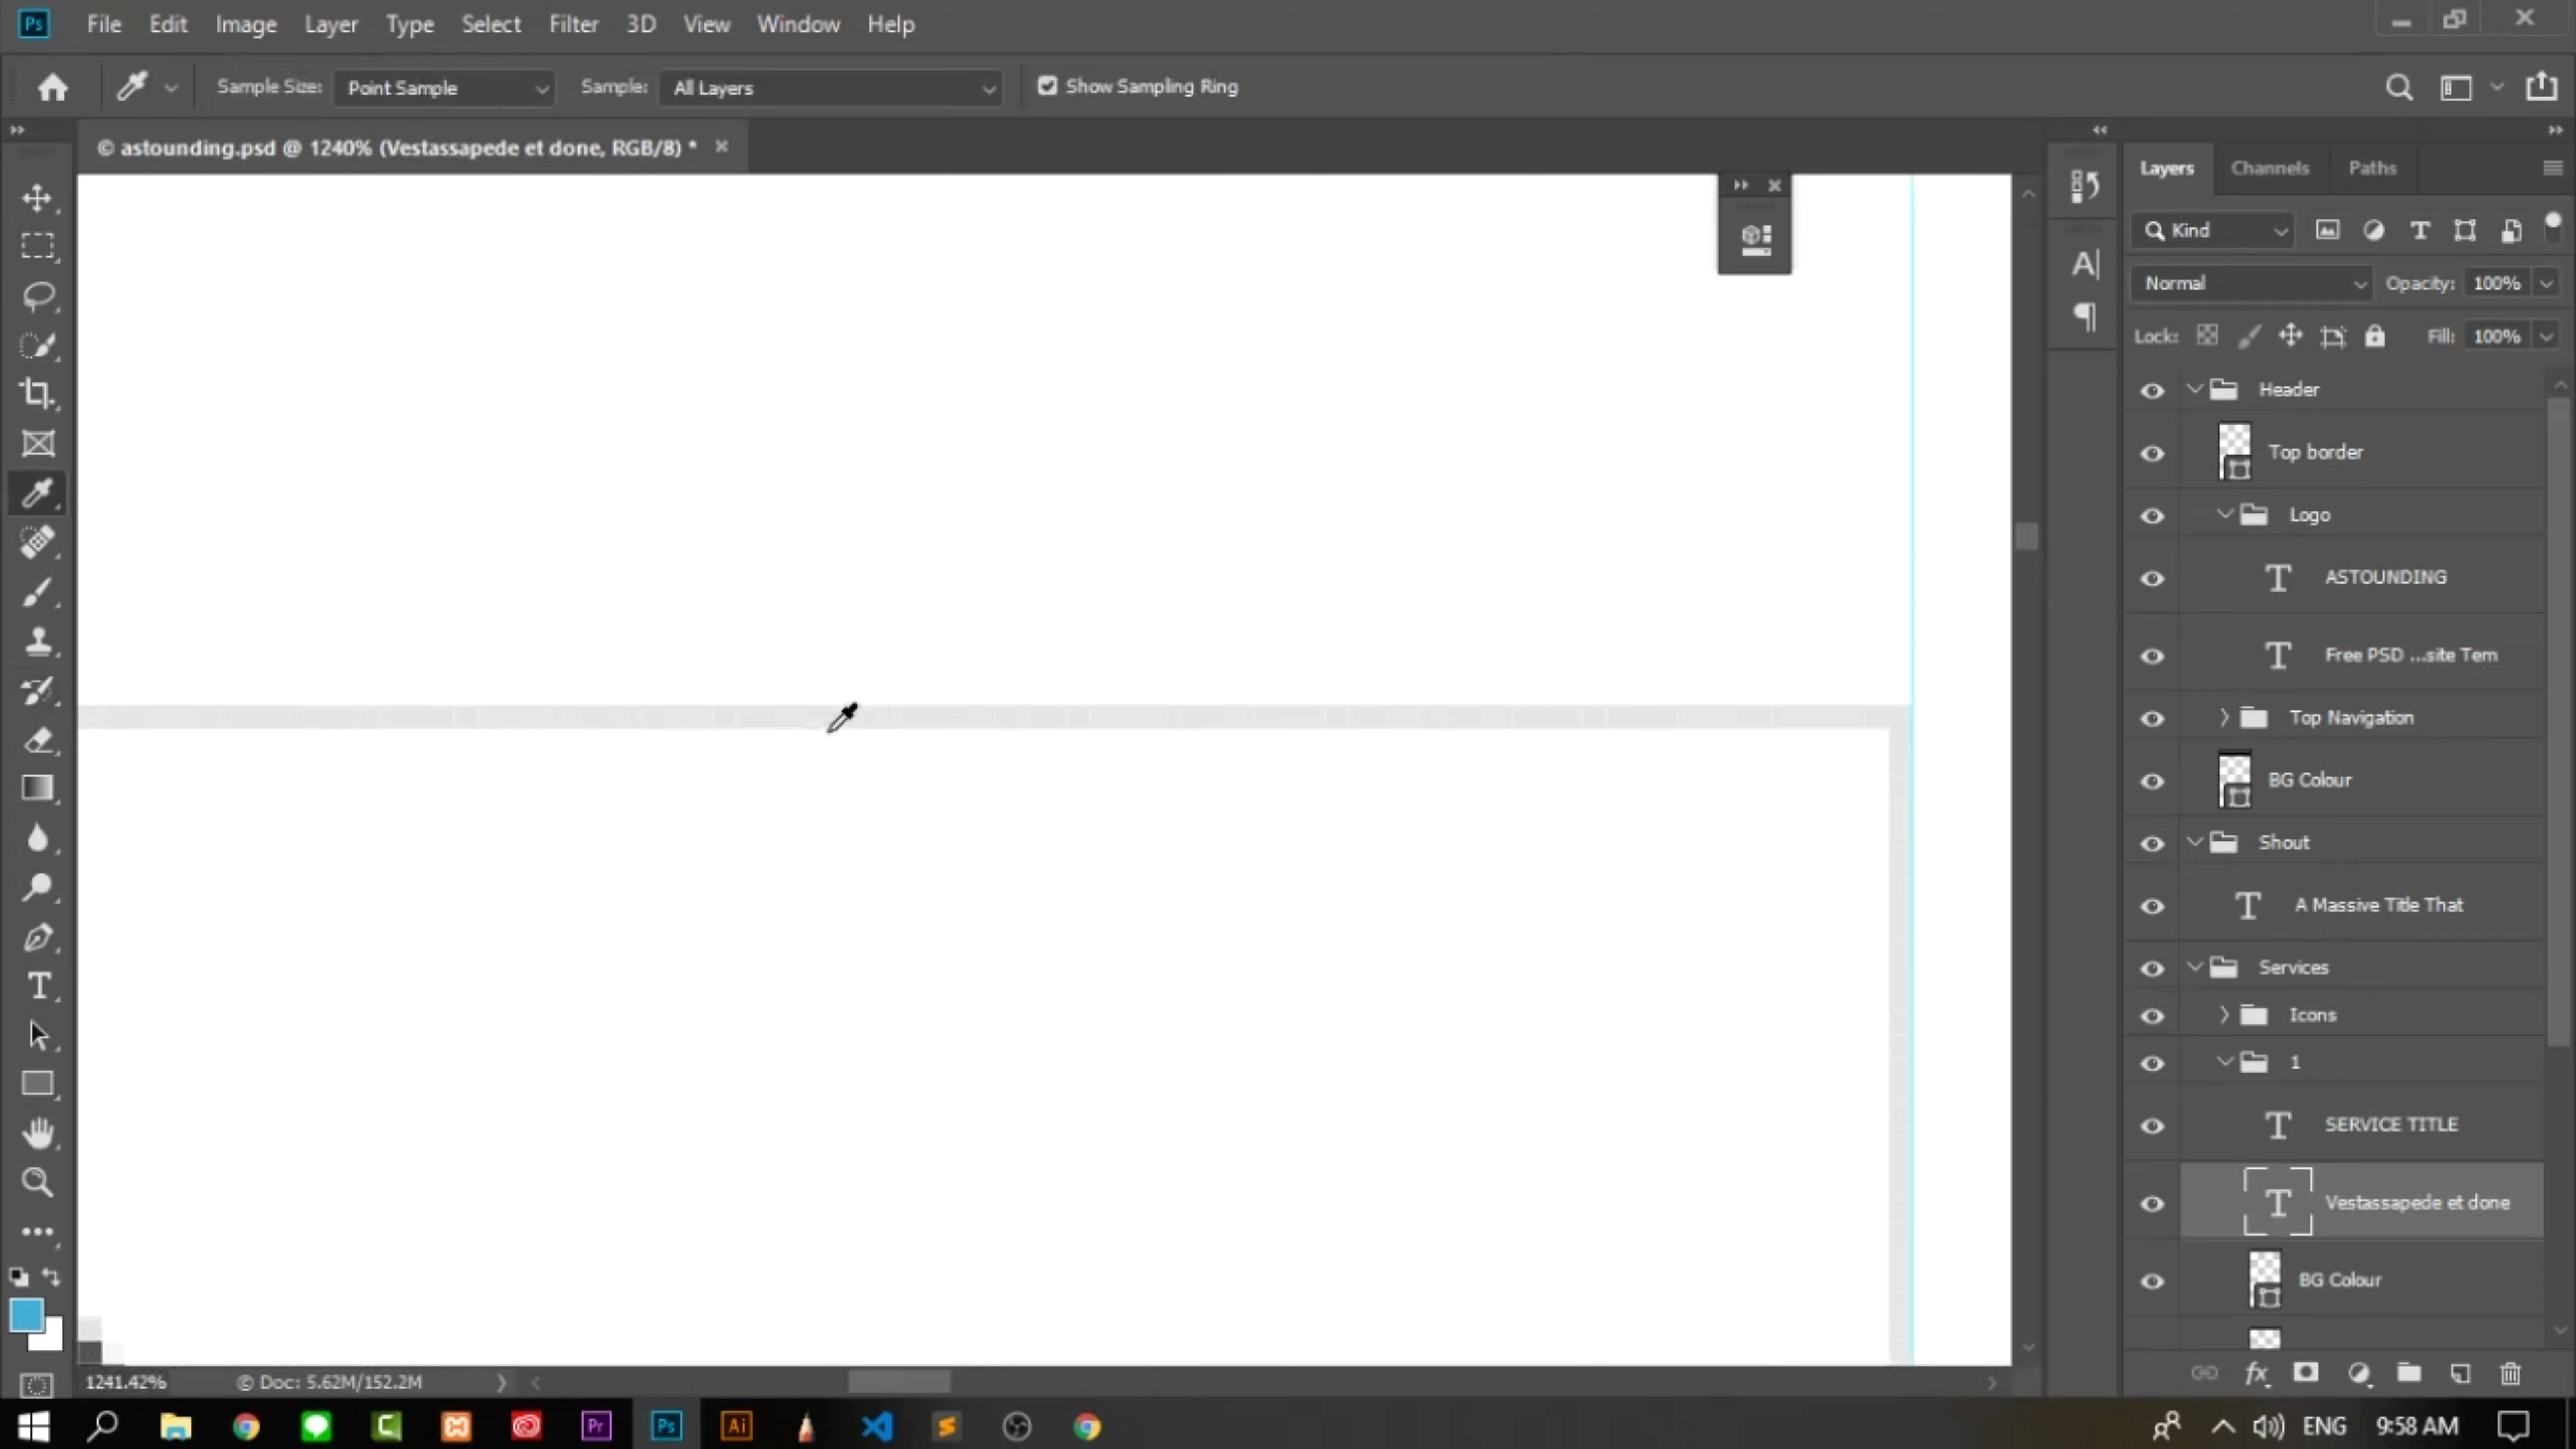 Ps File Edit Image Layer Type Select Filter 3D View Window Help
Sample Size: Point Sample Sample: All Layers Show Sampling Ring
© astounding.psd @ 1240% (Vestassapede et done, RGB/8) *
Layers Channels Paths
Kind
Normal Opacity: 100%
Lock: Fill: 100%
Header
Top border
Logo
ASTOUNDING
Free PSD ...site Tem
Top Navigation
BG Colour
Shout
A Massive Title That
Services
Icons
1
SERVICE TITLE
Vestassapede et done
BG Colour
1241.42% © Doc: 5.62M/152.2M
Pr Ps Ai ENG 9:58 AM